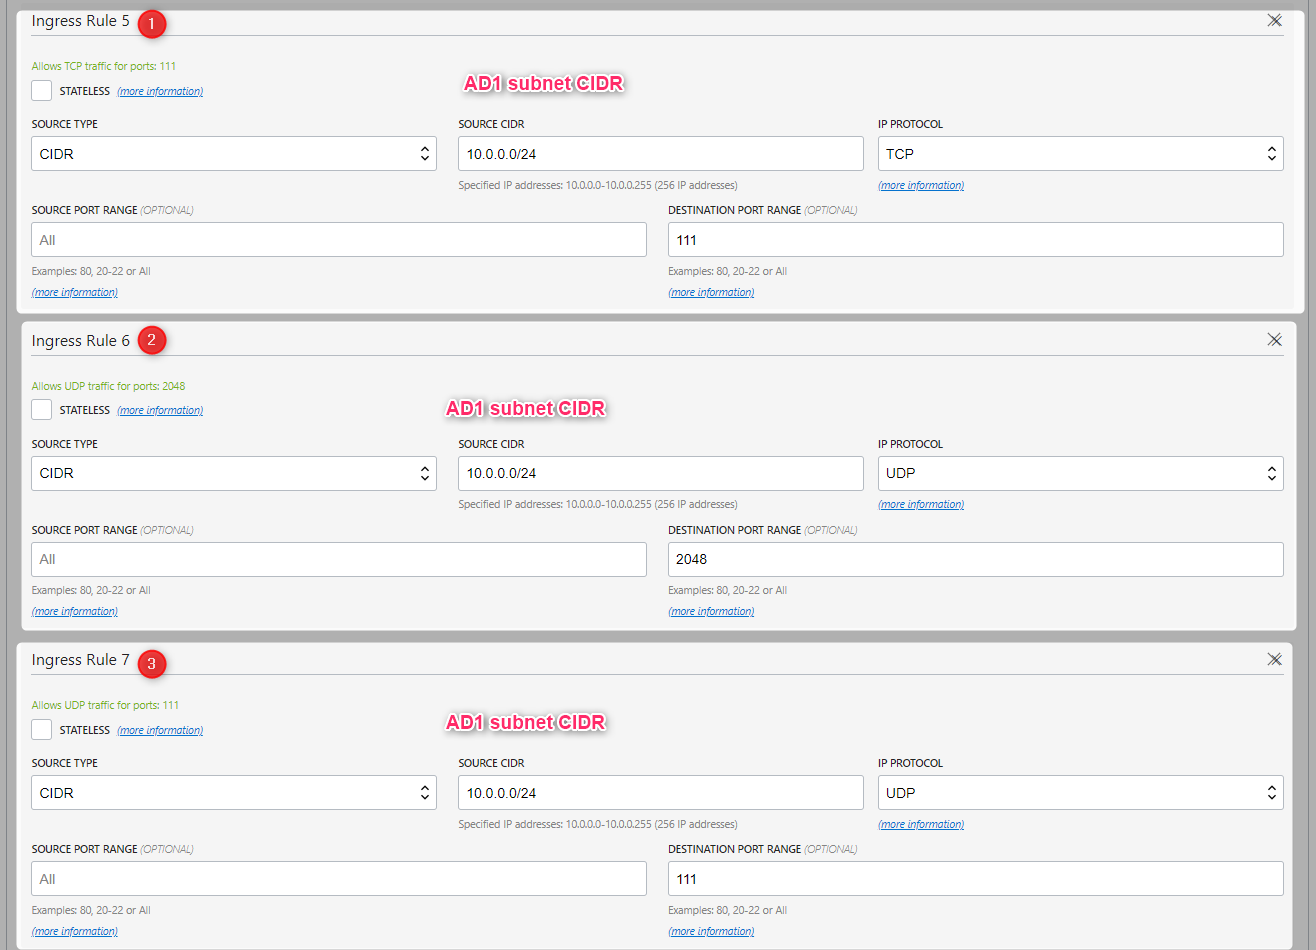 Ingress Rule 5 1
Allows TCP traffic for ports: 111
STATELESS (more information)
AD1 subnet CIDR
SOURCE TYPE SOURCE CIDR IP PROTOCOL
CIDR 10.0.0.0/24 TCP
Specified IP addresses: 10.0.0.0-10.0.0.255 (256 IP addresses) (more information)
SOURCE PORT RANGE (OPTIONAL) DESTINATION PORT RANGE (OPTIONAL)
All 111
Examples: 80, 20-22 or All Examples: 80, 20-22 or All
(more information) (more information)
Ingress Rule 6 2
Allows UDP traffic for ports: 2048
STATELESS (more information) AD1 subnet CIDR
SOURCE TYPE SOURCE CIDR IP PROTOCOL
CIDR 10.0.0.0/24 UDP
Specified IP addresses: 10.0.0.0-10.0.0.255 (256 IP addresses) (more information)
SOURCE PORT RANGE (OPTIONAL) DESTINATION PORT RANGE (OPTIONAL)
All 2048
Examples: 80, 20-22 or All Examples: 80, 20-22 or All
(more information) (more information)
Ingress Rule 7 3
Allows UDP traffic for ports: 111
STATELESS (more information) AD1 subnet CIDR
SOURCE TYPE SOURCE CIDR IP PROTOCOL
CIDR 10.0.0.0/24 UDP
Specified IP addresses: 10.0.0.0-10.0.0.255 (256 IP addresses) (more information)
SOURCE PORT RANGE (OPTIONAL) DESTINATION PORT RANGE (OPTIONAL)
All 111
Examples: 80, 20-22 or All Examples: 80, 20-22 or All
(more information) (more information)